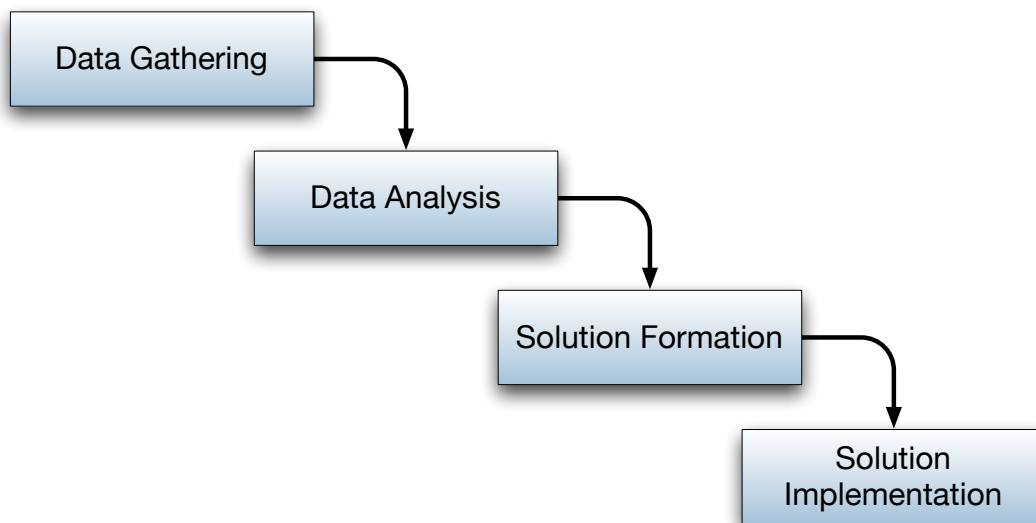 Data Gathering
Data Analysis
Solution Formation
Solution
Implementation